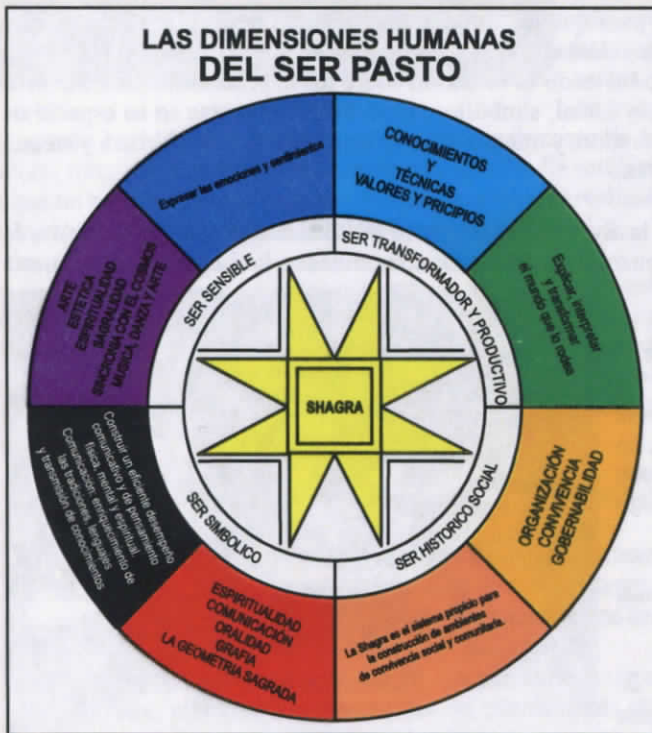 LAS DIMENSIONES HUMANAS
DEL SER PASTO
Expresar las emociones y sentimientos
CONOCIMIENTOS
Y
TÉCNICAS
VALORES Y PRICIPIOS
Explicar, interpretar
y transformar
el mundo que lo rodea
ORGANIZACIÓN
CONVIVENCIA
GOBERNABILIDAD
La Shagra es el sistema propicio para
la construcción de ambientes
de convivencia social y comunitaria.
ESPIRITUALIDAD
COMUNICACIÓN
ORALIDAD
GRAFIA
LA GEOMETRIA SAGRADA
Construir un eficiente desempeño
comunicativo y de pensamiento
física, mental y espiritual
Comunicación: enriquecimiento de
las tradiciones, lenguajes
y transmisión de conocimientos
ARTE
ESTETICA
ESPIRITUALIDAD
SAGRALIDAD
SINCRONIA CON EL COSMOS
MUSICA, DANZA Y ARTE
SER SENSIBLE
SER TRANSFORMADOR Y PRODUCTIVO
SER HISTORICO SOCIAL
SER SIMBOLICO
SHAGRA